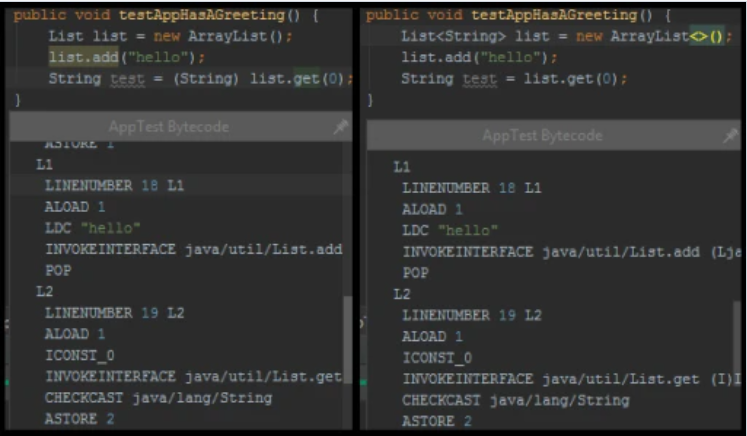 public void testAppHasAGreeting() {
List list = new ArrayList();
list.add("hello");
String test = (String) list.get(0);
}
AppTest Bytecode
ASTORE 1
L1
LINENUMBER 18 L1
ALOAD 1
LDC "hello"
INVOKEINTERFACE java/util/List.add
POP
L2
LINENUMBER 19 L2
ALOAD 1
ICONST_0
INVOKEINTERFACE java/util/List.get
CHECKCAST java/lang/String
ASTORE 2
public void testAppHasAGreeting() {
List<String> list = new ArrayList<>();
list.add("hello");
String test = list.get(0);
}
AppTest Bytecode
L1
LINENUMBER 18 L1
ALOAD 1
LDC "hello"
INVOKEINTERFACE java/util/List.add (Lja
POP
L2
LINENUMBER 19 L2
ALOAD 1
ICONST_0
INVOKEINTERFACE java/util/List.get (I)L
CHECKCAST java/lang/String
ASTORE 2